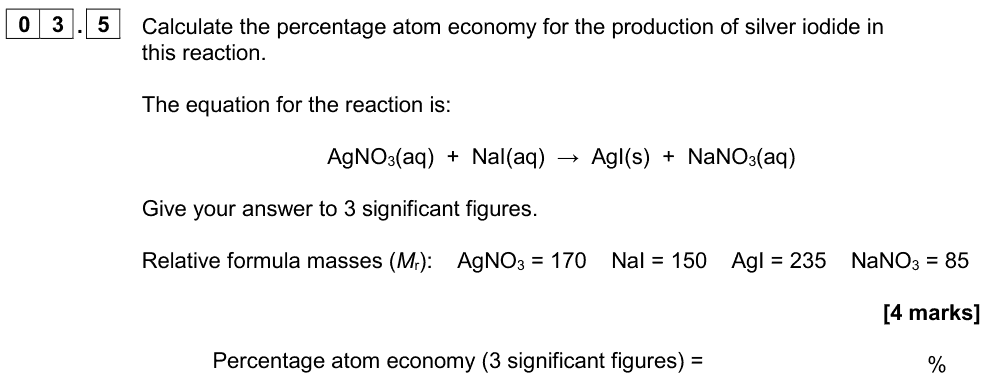 0 3 . 5 Calculate the percentage atom economy for the production of silver iodide in
this reaction.
The equation for the reaction is:
AgNO₃(aq) + NaI(aq) → AgI(s) + NaNO₃(aq)
Give your answer to 3 significant figures.
Relative formula masses (Mᵣ): AgNO₃ = 170 NaI = 150 AgI = 235 NaNO₃ = 85
[4 marks]
Percentage atom economy (3 significant figures) = %